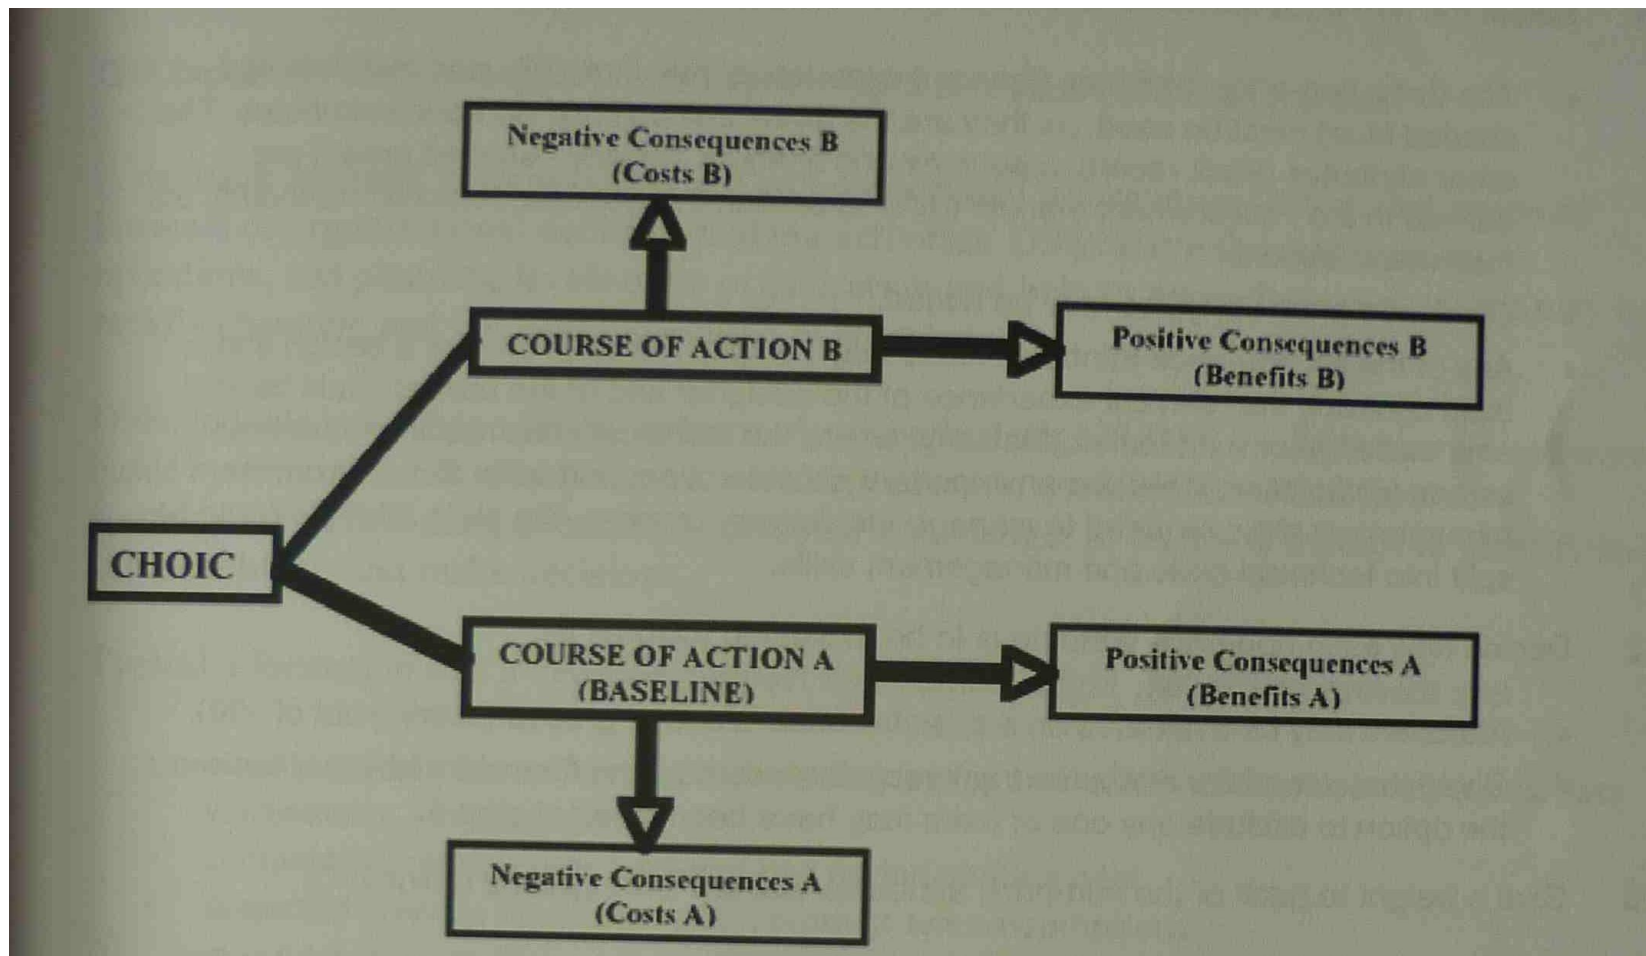 Negative Consequences B
(Costs B)
COURSE OF ACTION B
Positive Consequences B
(Benefits B)
CHOIC
COURSE OF ACTION A
(BASELINE)
Positive Consequences A
(Benefits A)
Negative Consequences A
(Costs A)